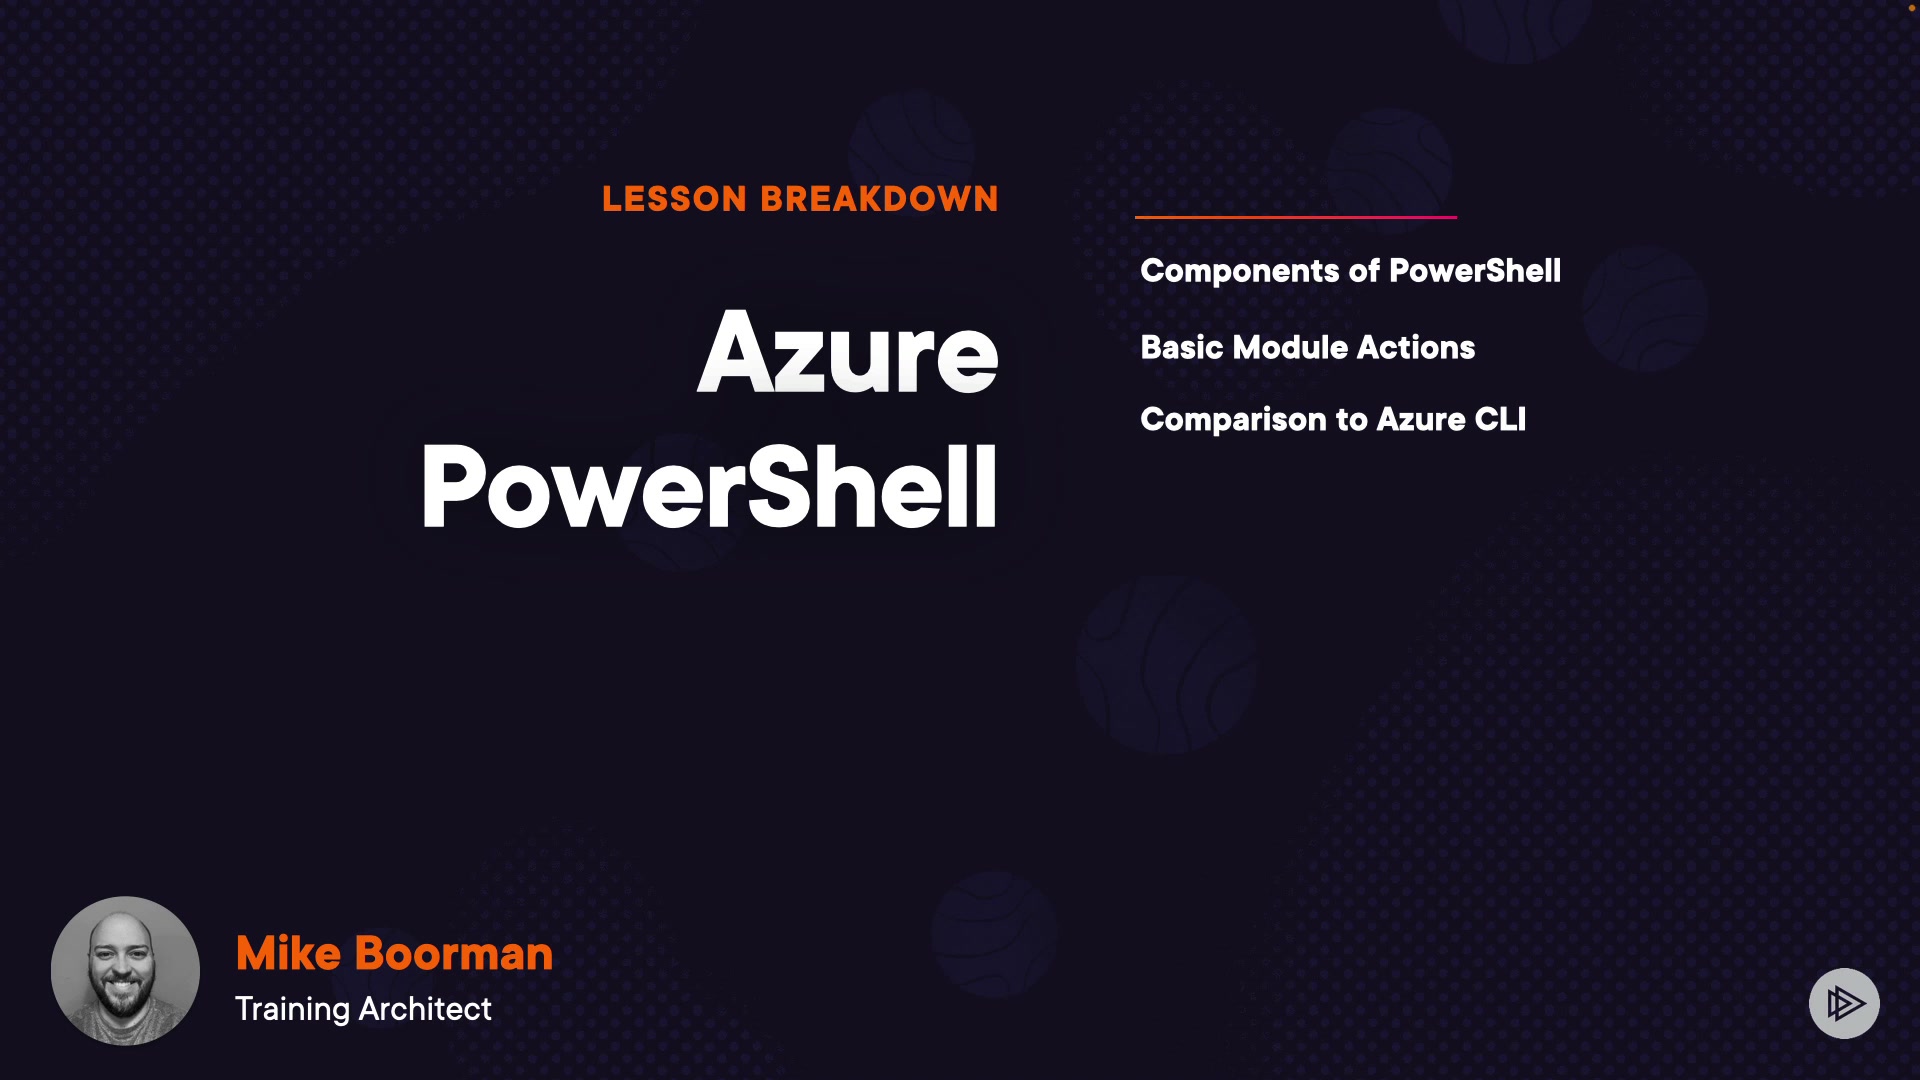 LESSON BREAKDOWN
Azure
PowerShell
Components of PowerShell
Basic Module Actions
Comparison to Azure CLI
Mike Boorman
Training Architect